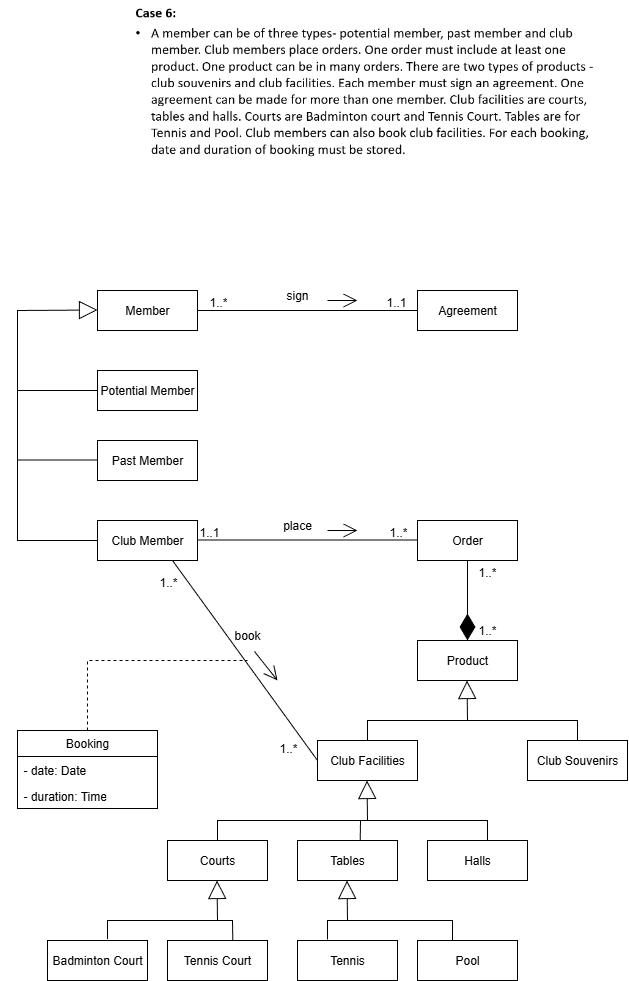 Case 6:
• A member can be of three types- potential member, past member and club
member. Club members place orders. One order must include at least one
product. One product can be in many orders. There are two types of products -
club souvenirs and club facilities. Each member must sign an agreement. One
agreement can be made for more than one member. Club facilities are courts,
tables and halls. Courts are Badminton court and Tennis Court. Tables are for
Tennis and Pool. Club members can also book club facilities. For each booking,
date and duration of booking must be stored.
Member
1..*
sign
1..1
Agreement
Potential Member
Past Member
Club Member
1..1
place
1..*
Order
1..*
1..*
book
1..*
Product
Booking
- date: Date
- duration: Time
1..*
Club Facilities
Club Souvenirs
Courts
Tables
Halls
Badminton Court
Tennis Court
Tennis
Pool